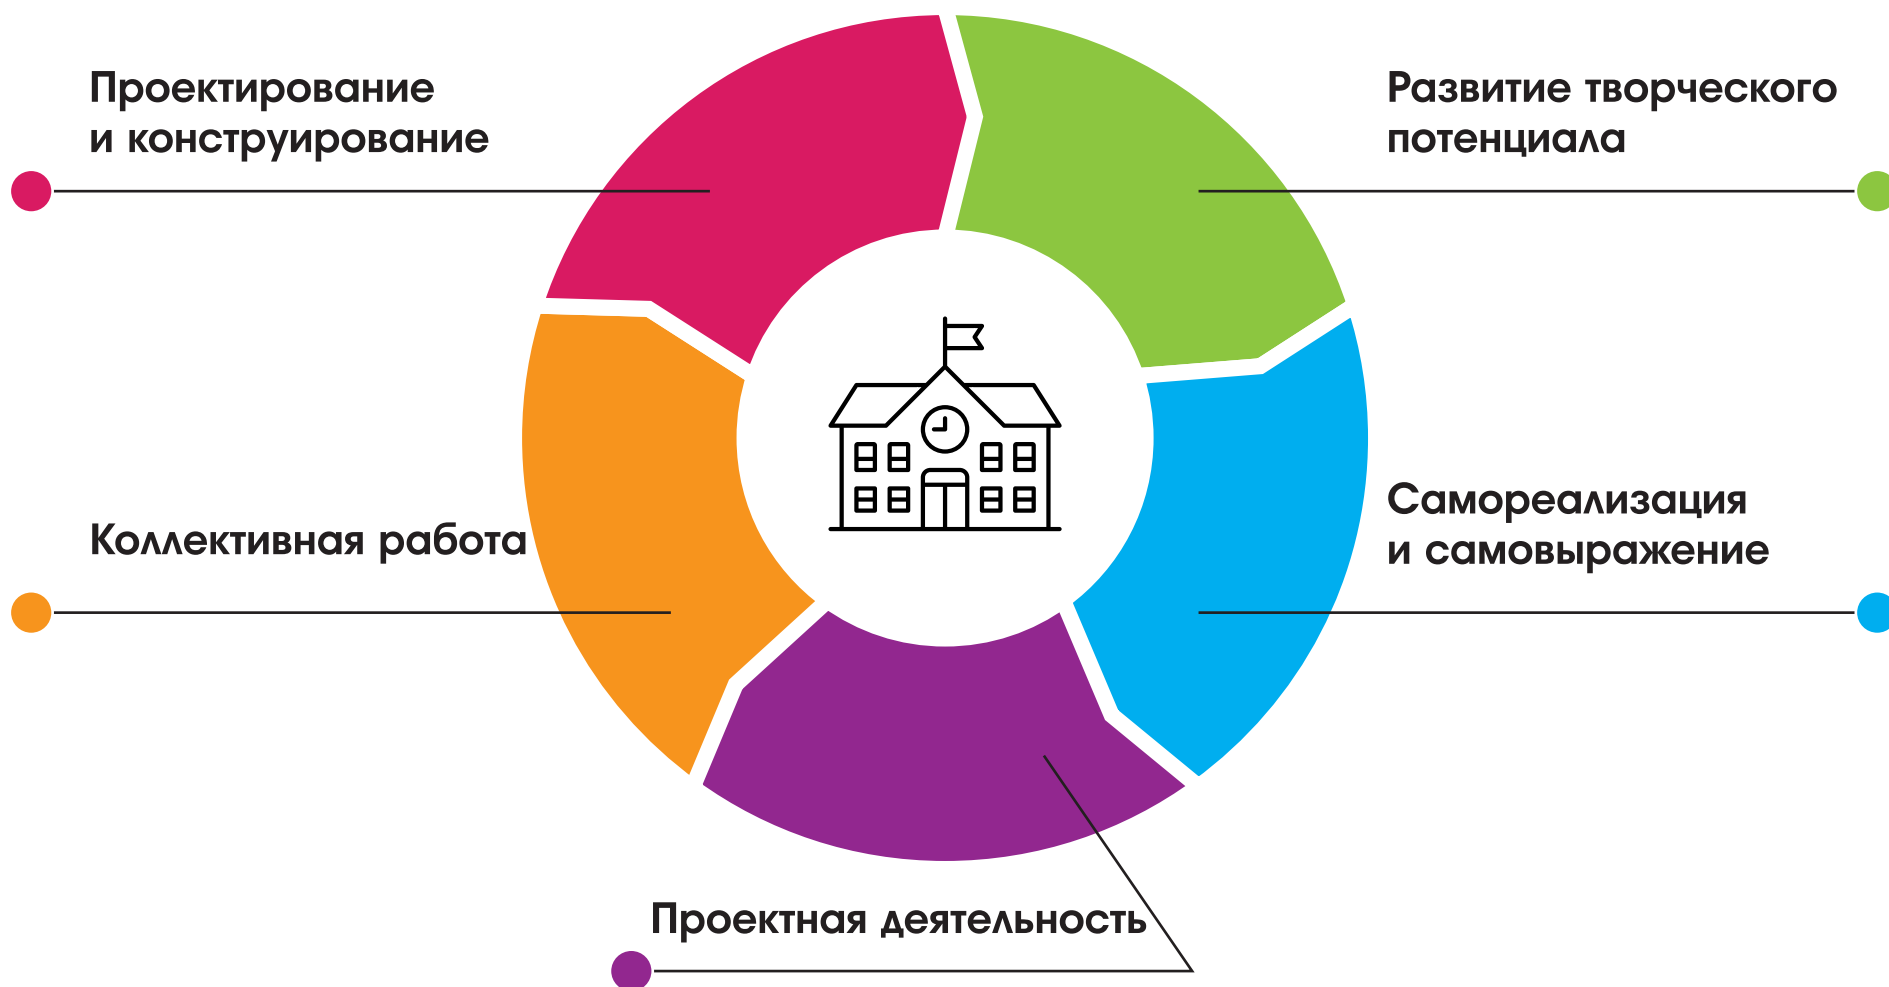 Проектирование
и конструирование
Развитие творческого
потенциала
Коллективная работа
Самореализация
и самовыражение
Проектная деятельность